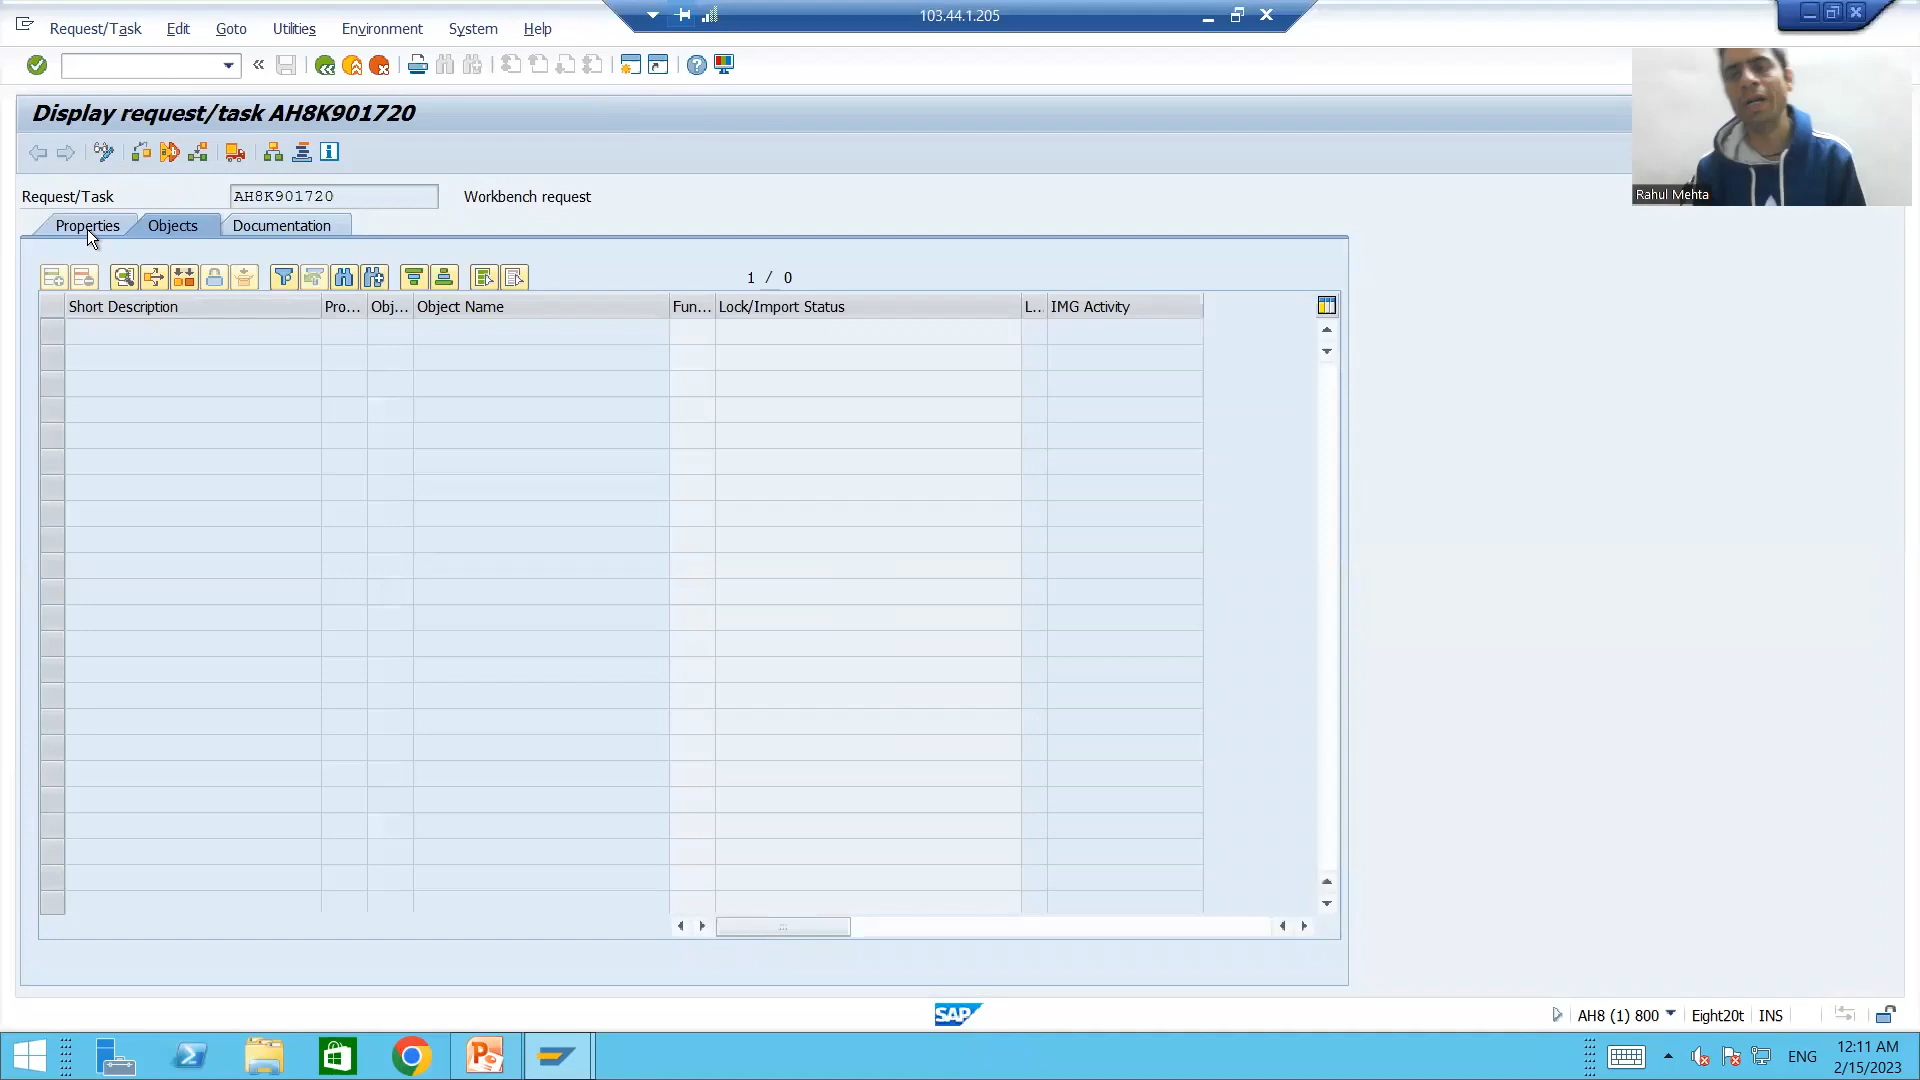 103.44.1.205
Request/Task Edit Goto Utilities Environment System Help
Display request/task AH8K901720
Rahul Mehta
Request/Task AH8K901720 Workbench request
Properties Objects Documentation
1 / 0
Short Description Pro... Obj... Object Name Fun... Lock/Import Status L.. IMG Activity
SAP
AH8 (1) 800 Eight20t INS
ENG
12:11 AM
2/15/2023